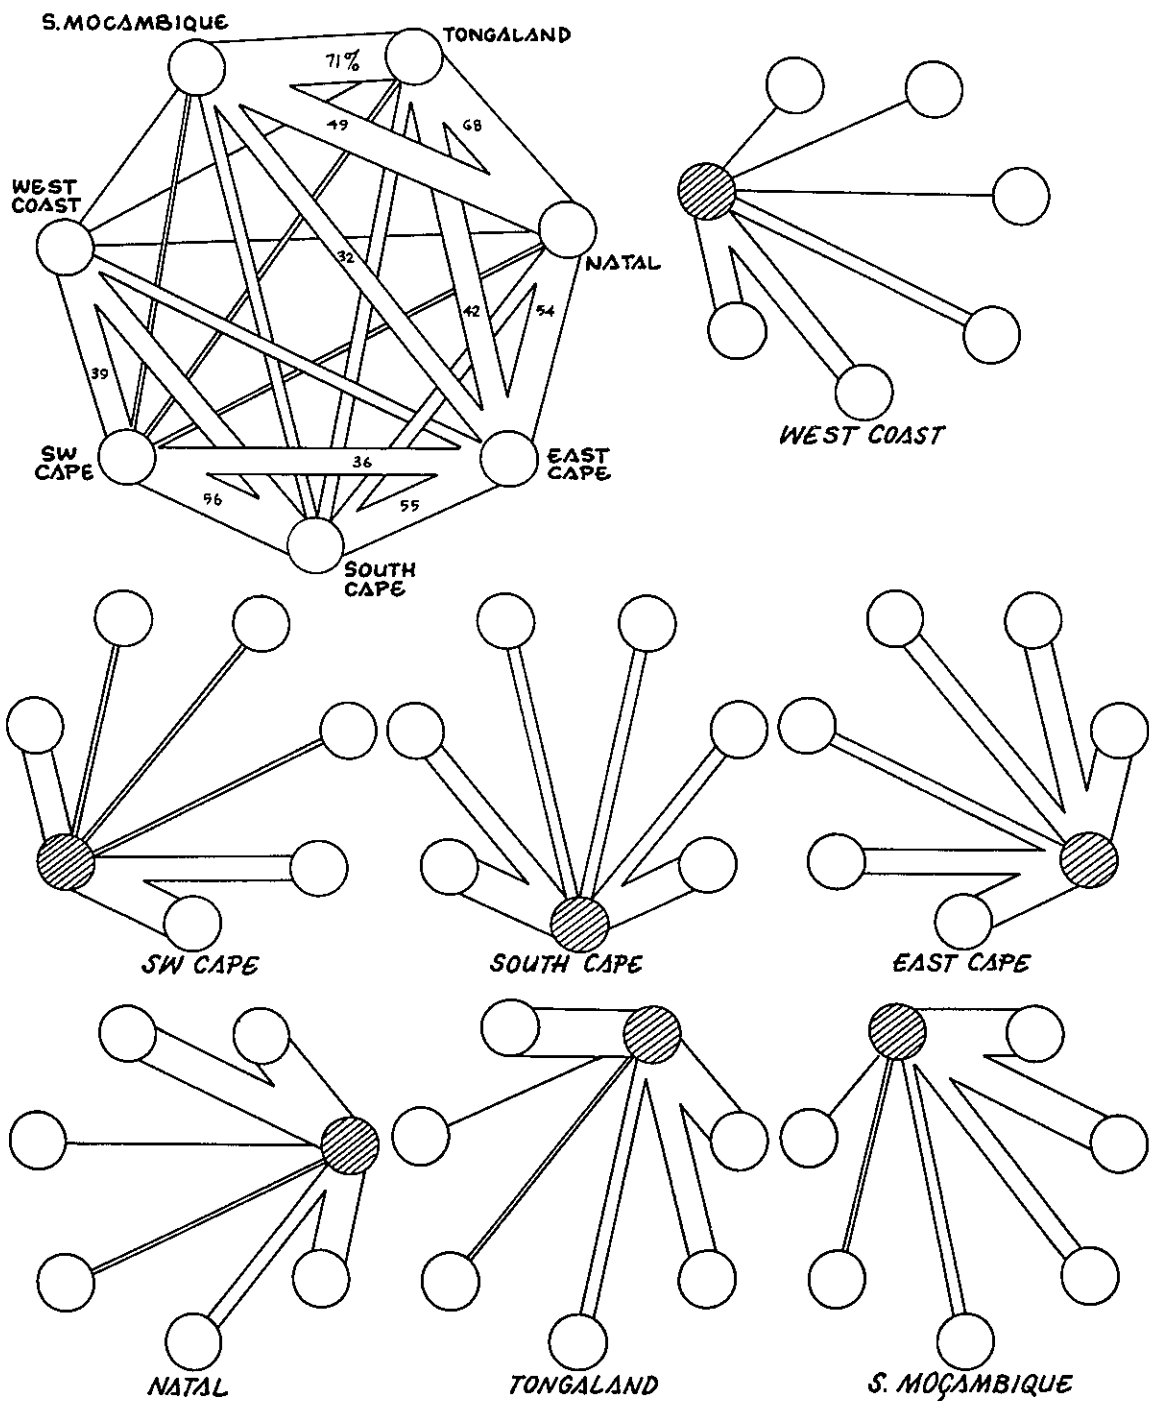 S. MOCAMBIQUE
TONGALAND
71%
68
49
WEST
COAST
NATAL
32
42
54
39
SW
CAPE
36
EAST
CAPE
56
55
SOUTH
CAPE
WEST COAST
SW CAPE
SOUTH CAPE
EAST CAPE
NATAL
TONGALAND
S. MOÇAMBIQUE